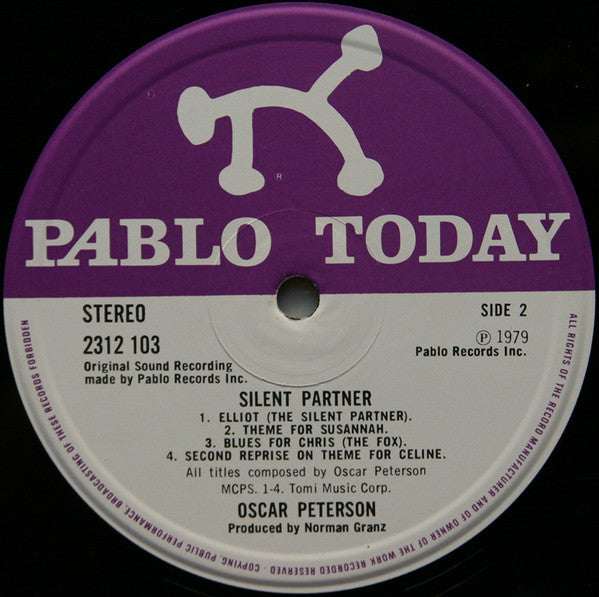 R
PABLO TODAY
STEREO
2312 103
Original Sound Recording
made by Pablo Records Inc.
SIDE 2
Ⓟ 1979
Pablo Records Inc.
SILENT PARTNER
1. ELLIOT (THE SILENT PARTNER).
2. THEME FOR SUSANNAH.
3. BLUES FOR CHRIS (THE FOX).
4. SECOND REPRISE ON THEME FOR CELINE.
All titles composed by Oscar Peterson
MCPS. 1-4. Tomi Music Corp.
OSCAR PETERSON
Produced by Norman Granz
ALL RIGHTS OF THE RECORD MANUFACTURER AND OF OWNER OF THE WORK RECORDED RESERVED · COPYING, PUBLIC PERFORMANCE, BROADCASTING OF THESE RECORDS FORBIDDEN